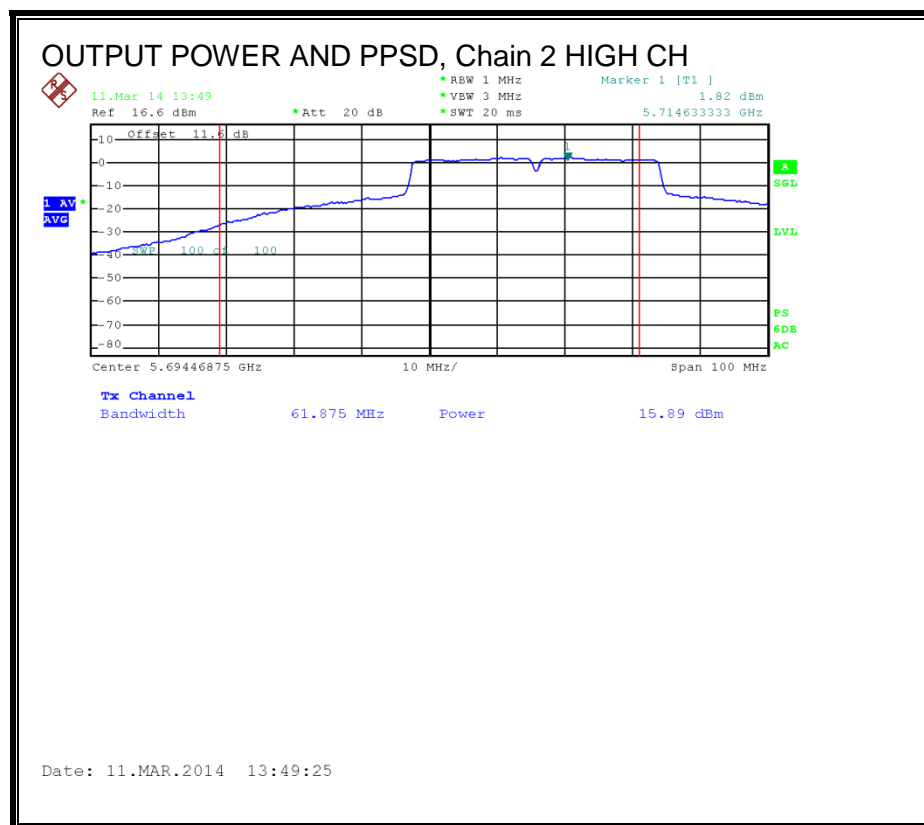 OUTPUT POWER AND PPSD, Chain 2 HIGH CH
R S
* RBW 1 MHz Marker 1 [T1 ]
11.Mar 14 13:49 * VBW 3 MHz 1.82 dBm
Ref 16.6 dBm * Att 20 dB * SWT 20 ms 5.714633333 GHz
10 Offset 11.6 dB
1
0
A
-10
SGL
1 AV *
-20
AVG
-30
LVL
-40 SWP 100 of 100
-50
-60
PS
-70
6DB
-80
AC
Center 5.69446875 GHz 10 MHz/ Span 100 MHz
Tx Channel
Bandwidth 61.875 MHz Power 15.89 dBm
Date: 11.MAR.2014 13:49:25